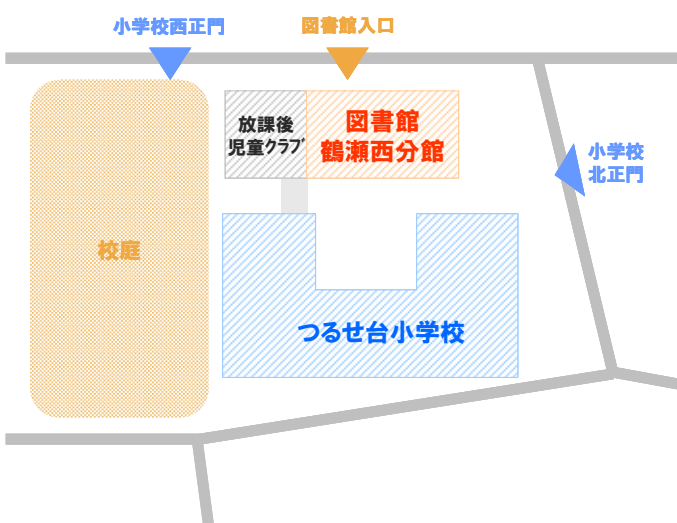 小学校西正門
図書館入口
放課後
児童クラブ
図書館
鶴瀬西分館
小学校
北正門
校庭
つるせ台小学校